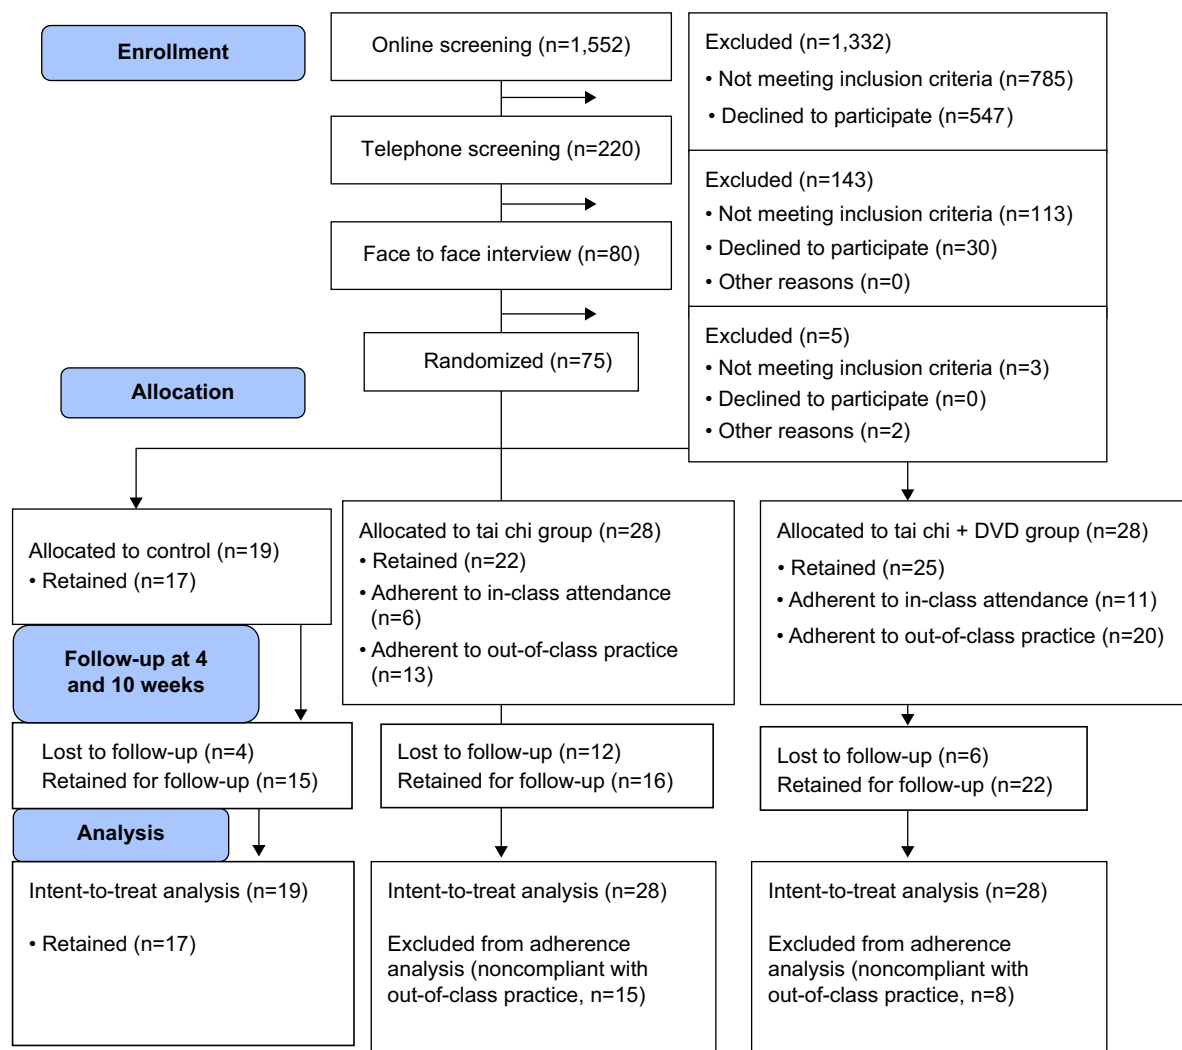 Enrollment
Online screening (n=1,552)
Excluded (n=1,332)
• Not meeting inclusion criteria (n=785)
• Declined to participate (n=547)
Telephone screening (n=220)
Excluded (n=143)
• Not meeting inclusion criteria (n=113)
• Declined to participate (n=30)
• Other reasons (n=0)
Face to face interview (n=80)
Excluded (n=5)
• Not meeting inclusion criteria (n=3)
• Declined to participate (n=0)
• Other reasons (n=2)
Randomized (n=75)
Allocation
Allocated to control (n=19)
• Retained (n=17)
Allocated to tai chi group (n=28)
• Retained (n=22)
• Adherent to in-class attendance
(n=6)
• Adherent to out-of-class practice
(n=13)
Allocated to tai chi + DVD group (n=28)
• Retained (n=25)
• Adherent to in-class attendance (n=11)
• Adherent to out-of-class practice (n=20)
Follow-up at 4
and 10 weeks
Lost to follow-up (n=4)
Retained for follow-up (n=15)
Lost to follow-up (n=12)
Retained for follow-up (n=16)
Lost to follow-up (n=6)
Retained for follow-up (n=22)
Analysis
Intent-to-treat analysis (n=19)
• Retained (n=17)
Intent-to-treat analysis (n=28)
Excluded from adherence
analysis (noncompliant with
out-of-class practice, n=15)
Intent-to-treat analysis (n=28)
Excluded from adherence
analysis (noncompliant with
out-of-class practice, n=8)